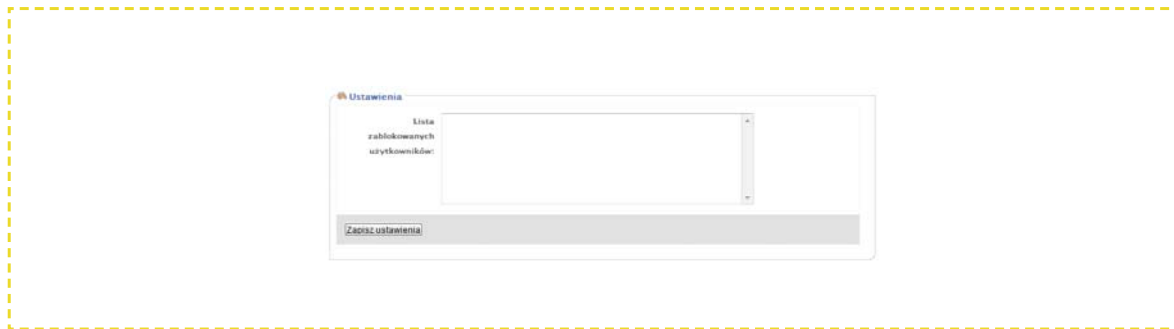 Ustawienia
Lista
zablokowanych
użytkowników:
Zapisz ustawienia